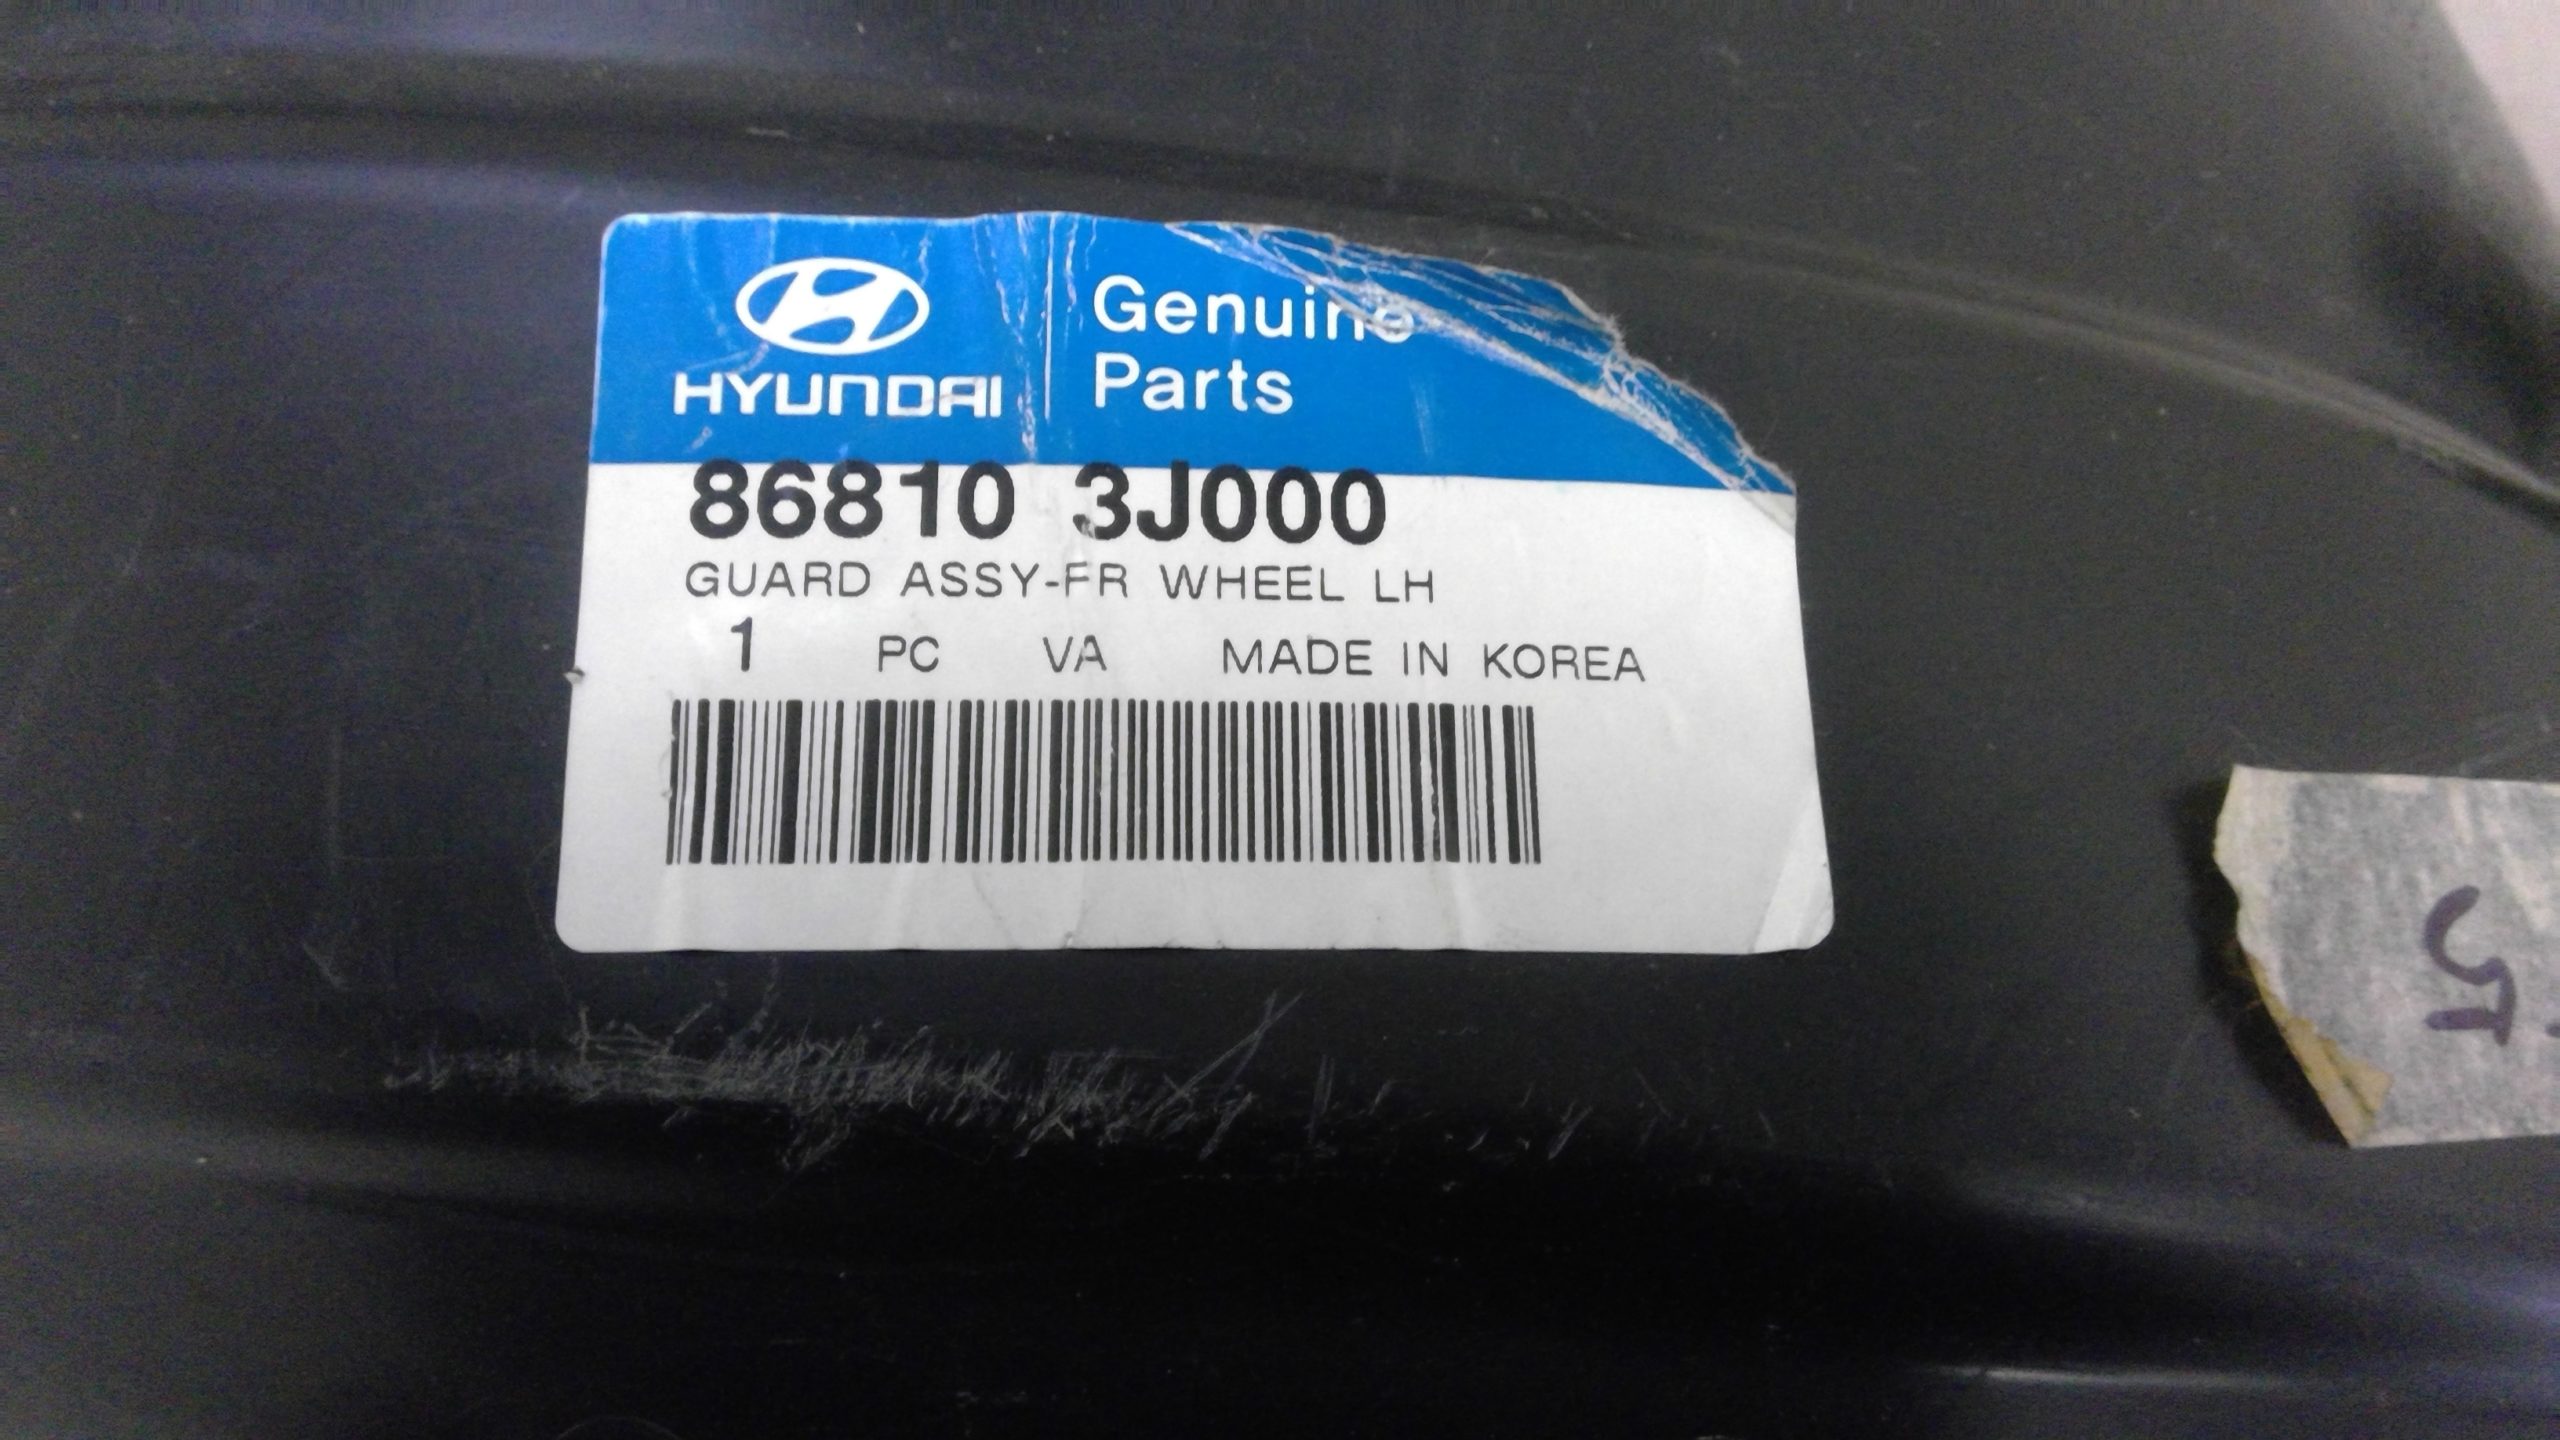 HYUNDAI
Genuine
Parts
86810 3J000
GUARD ASSY-FR WHEEL LH
1 PC VA MADE IN KOREA